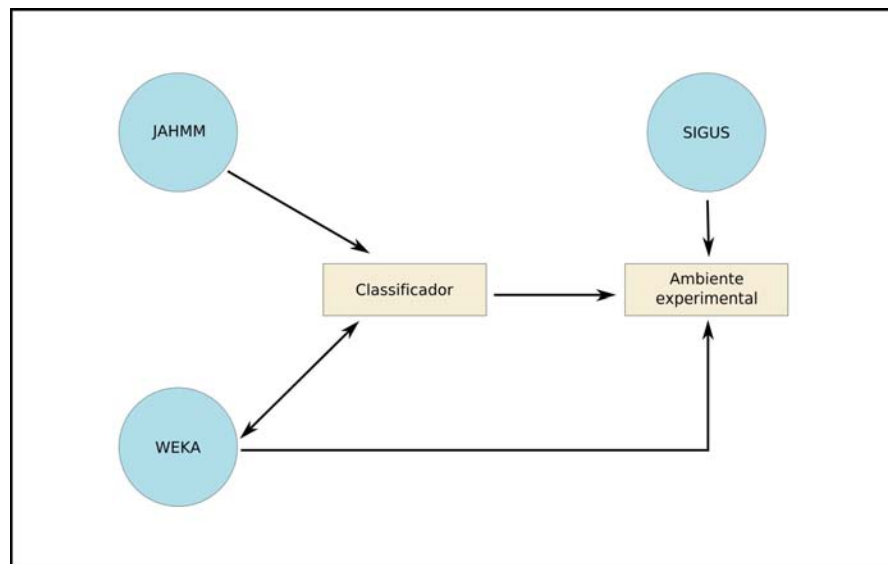 JAHMM
SIGUS
Classificador
Ambiente
experimental
WEKA